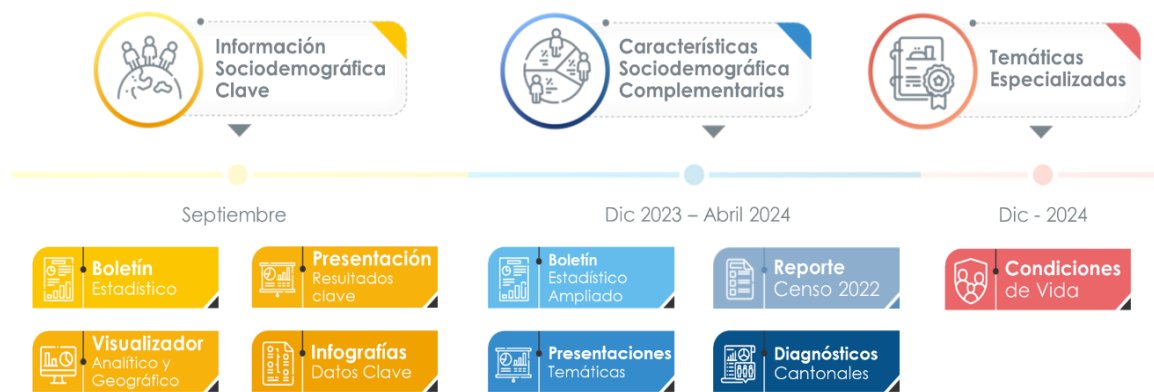 Información
Sociodemográfica
Clave
Características
Sociodemográfica
Complementarias
Temáticas
Especializadas
Septiembre
Dic 2023 – Abril 2024
Dic - 2024
Boletín
Estadístico
Presentación
Resultados
clave
Boletín
Estadístico
Ampliado
Reporte
Censo 2022
Condiciones
de Vida
Visualizador
Analítico y
Geográfico
Infografías
Datos Clave
Presentaciones
Temáticas
Diagnósticos
Cantonales